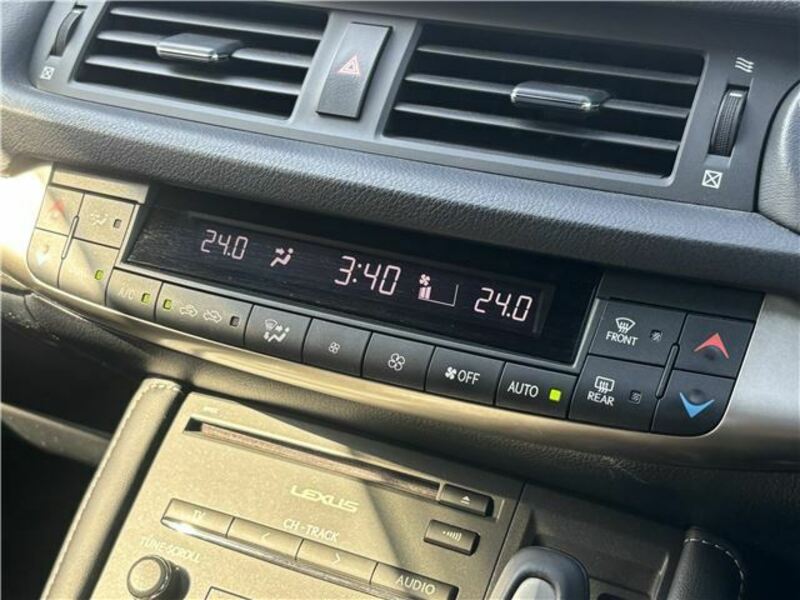 24.0 3:40 24.0
A/C
OFF
AUTO
FRONT
REAR
LEXUS
TV
CH-TRACK
TUNE·SCROLL
AUDIO